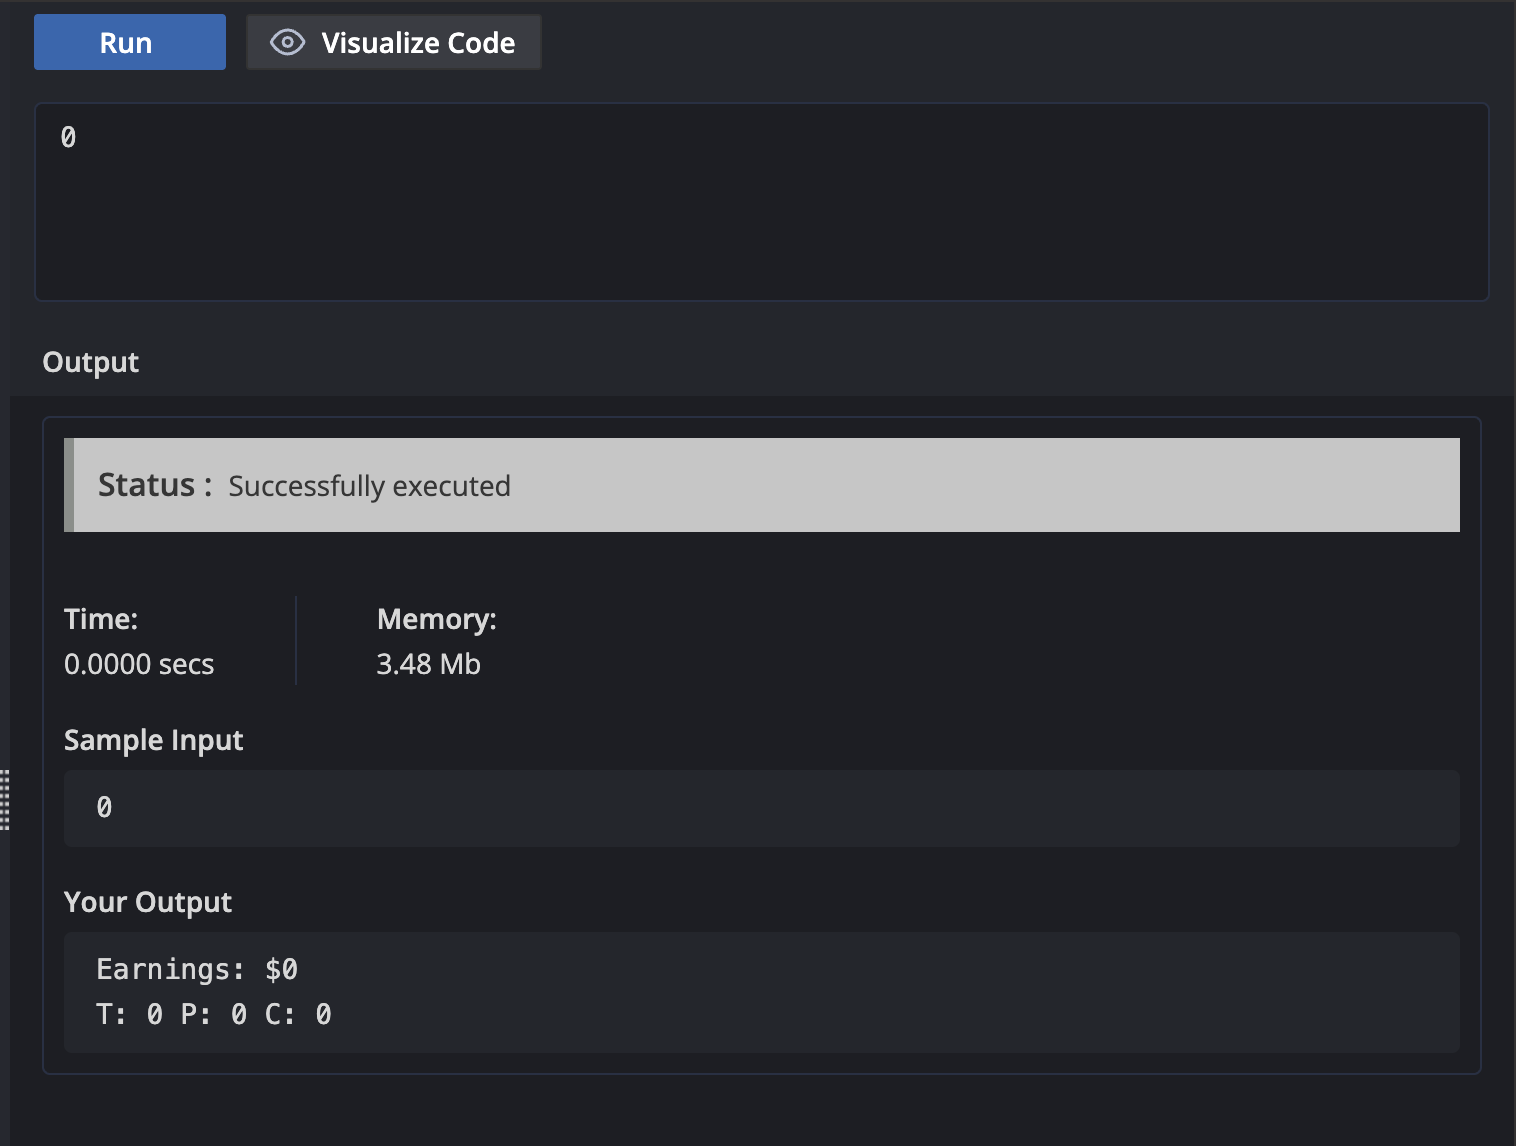 Run
Visualize Code
0
Output
Status : Successfully executed
Time:
0.0000 secs
Memory:
3.48 Mb
Sample Input
0
Your Output
Earnings: $0
T: 0 P: 0 C: 0